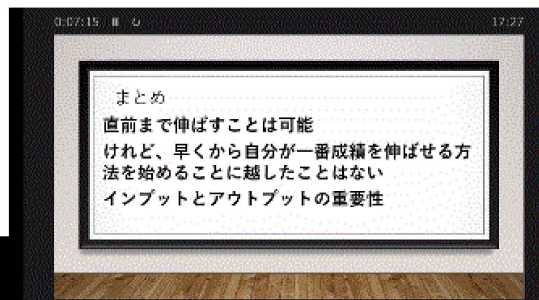 0:07:15
17:27
まとめ
直前まで伸ばすことは可能
けれど、早くから自分が一番成績を伸ばせる方
法を始めることに越したことはない
インプットとアウトプットの重要性